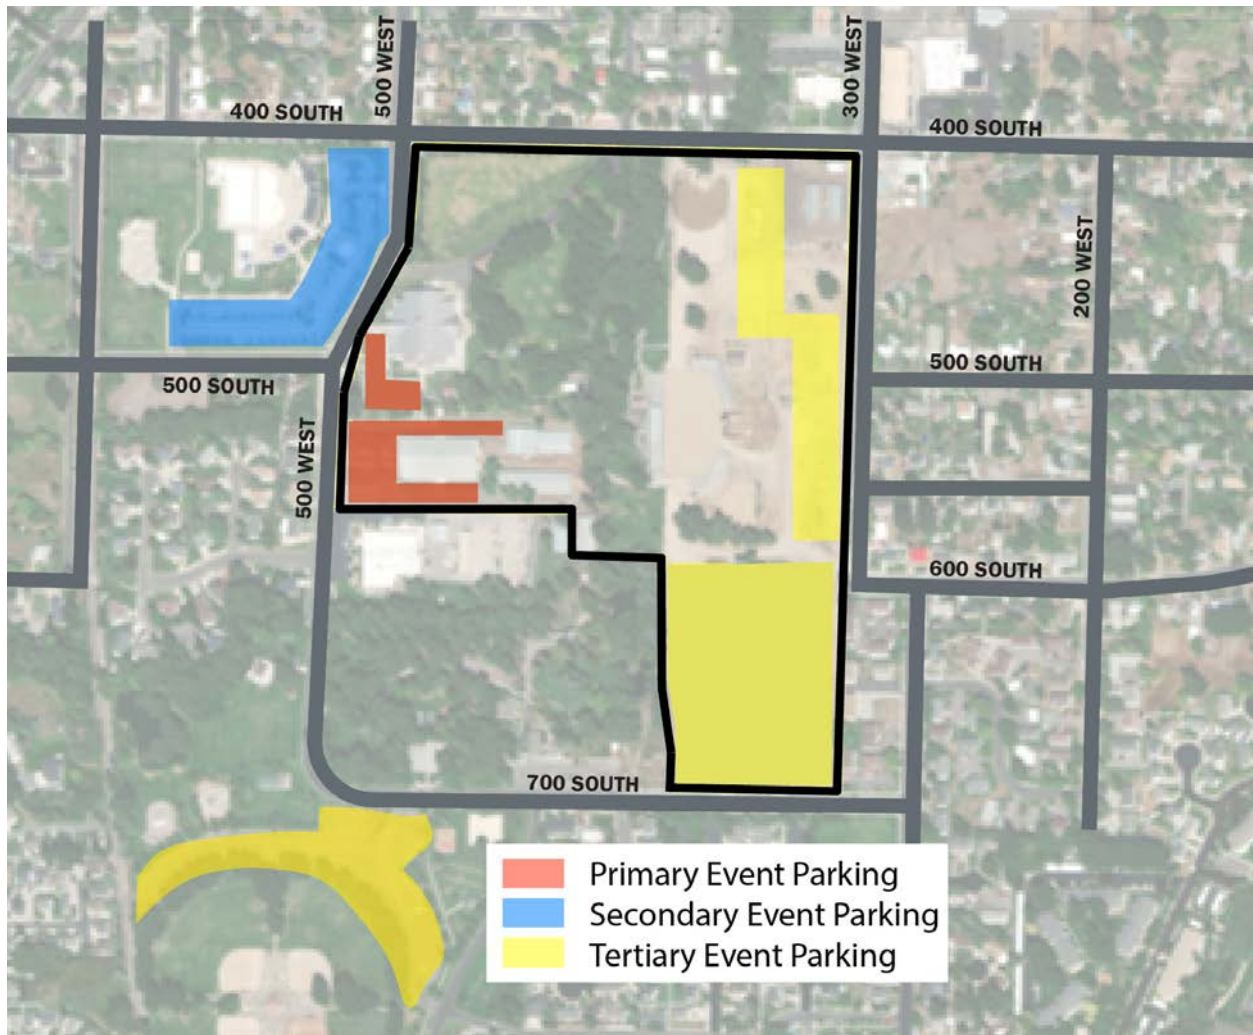 500 WEST
300 WEST
400 SOUTH
400 SOUTH
200 WEST
500 SOUTH
500 SOUTH
500 WEST
600 SOUTH
700 SOUTH
Primary Event Parking
Secondary Event Parking
Tertiary Event Parking